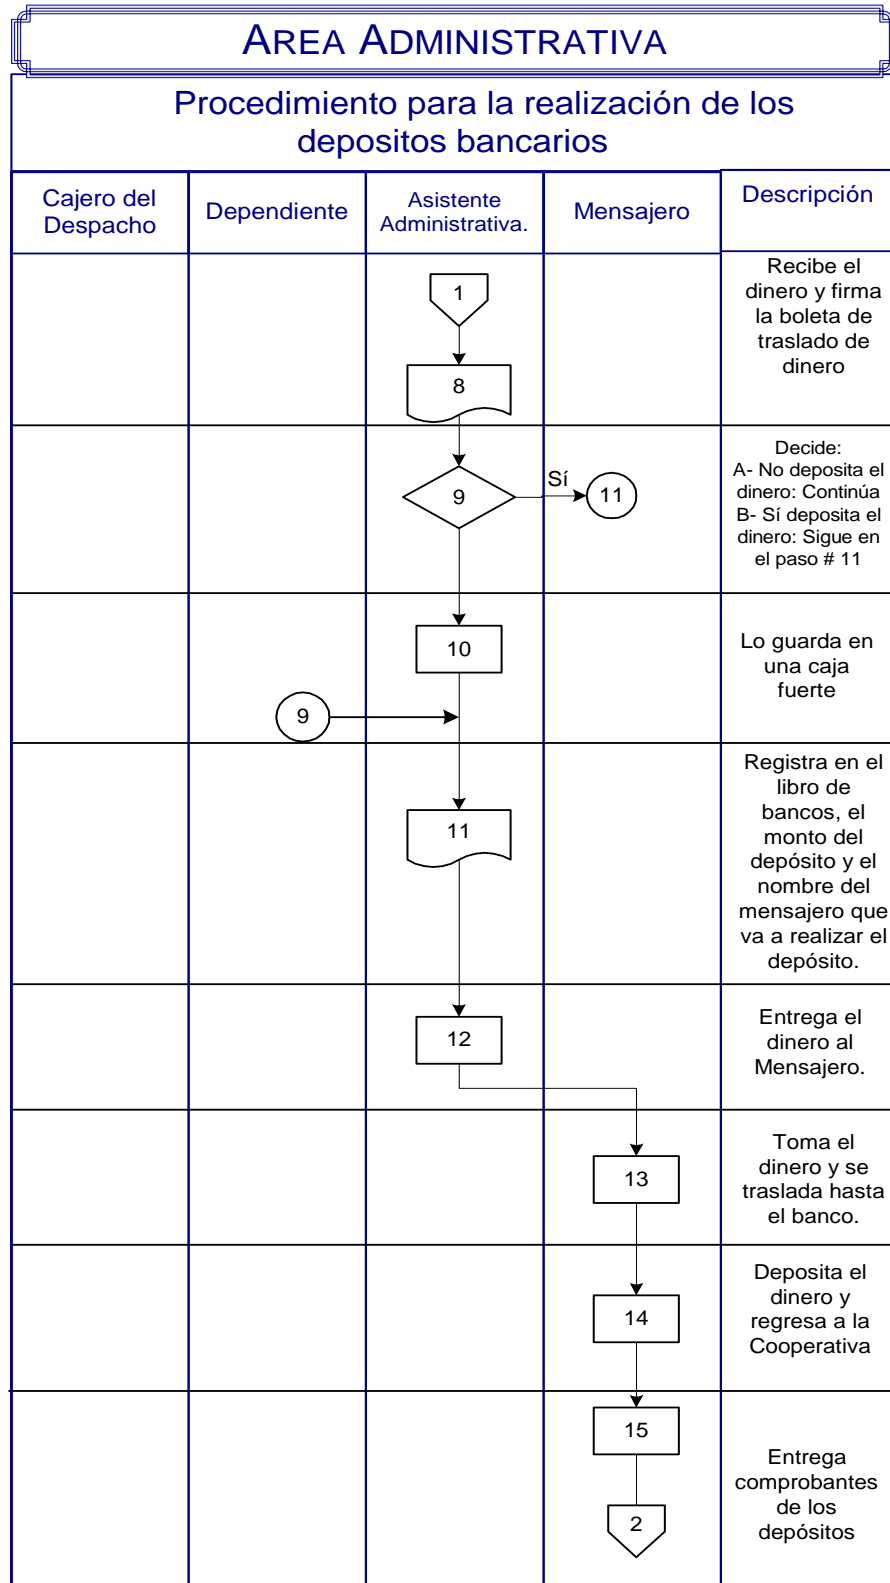 AREA ADMINISTRATIVA
Procedimiento para la realización de los
depositos bancarios
Cajero del
Despacho
Dependiente
Asistente
Administrativa.
Mensajero
Descripción
1
8
Recibe el
dinero y firma
la boleta de
traslado de
dinero
9
Sí
11
Decide:
A- No deposita el
dinero: Continúa
B- Sí deposita el
dinero: Sigue en
el paso # 11
10
9
Lo guarda en
una caja
fuerte
11
Registra en el
libro de
bancos, el
monto del
depósito y el
nombre del
mensajero que
va a realizar el
depósito.
12
Entrega el
dinero al
Mensajero.
13
Toma el
dinero y se
traslada hasta
el banco.
14
Deposita el
dinero y
regresa a la
Cooperativa
15
2
Entrega
comprobantes
de los
depósitos